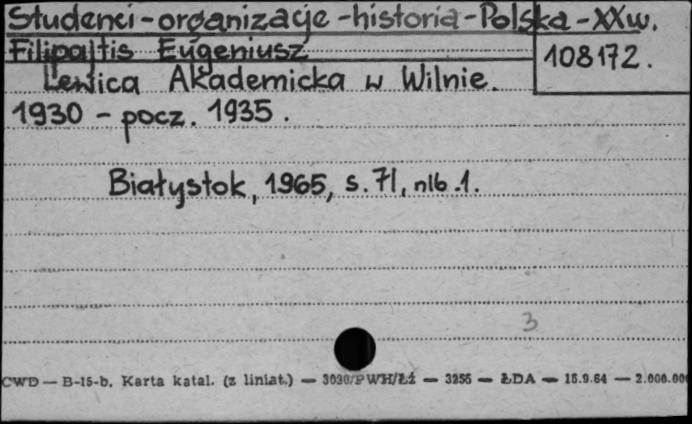 Studenci - organizacje - historia - Polska - XX w.
Filipajtis Eugeniusz
108172.
Lewica Akademicka w Wilnie.
1930 - pocz. 1935.
Białystok, 1965, s. 71, nlb. 1.
3
CWD — B-15-b, Karta katal. (z liniat.) — 3030/PWH/Łź — 3255 — ŁDA — 15.9.64 — 2.000.000